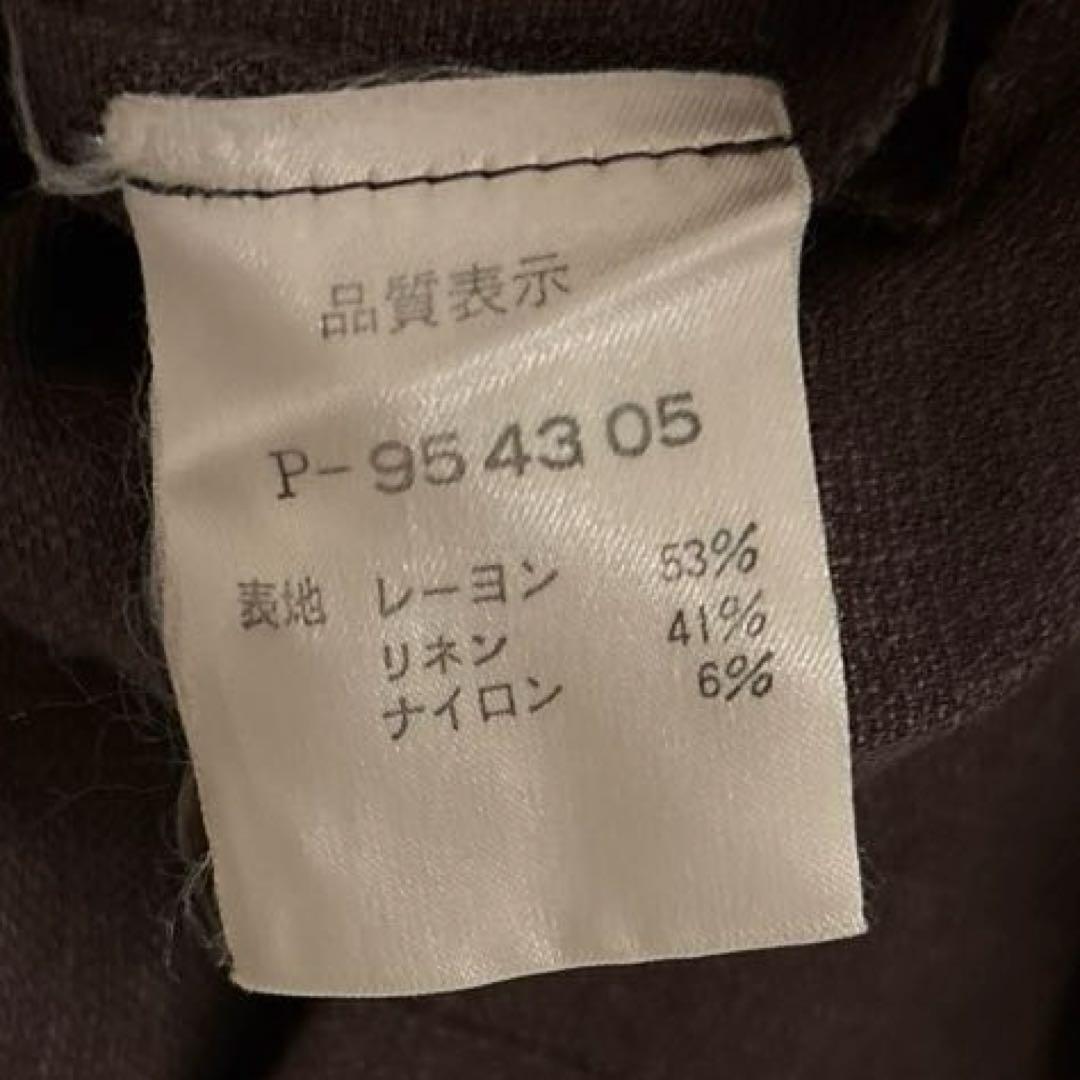 品質表示
P-95 43 05
表地 レーヨン 53%
リネン 41%
ナイロン 6%